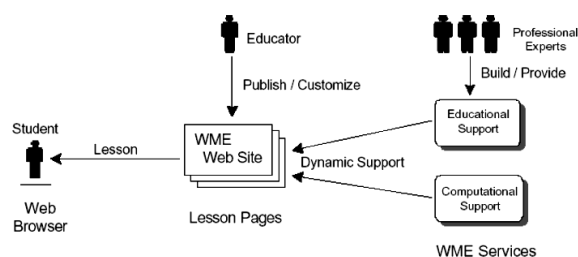 Educator
Professional
Experts
Publish / Customize
Build / Provide
Student
Lesson
WME
Web Site
Dynamic Support
Educational
Support
Computational
Support
Web
Browser
Lesson Pages
WME Services